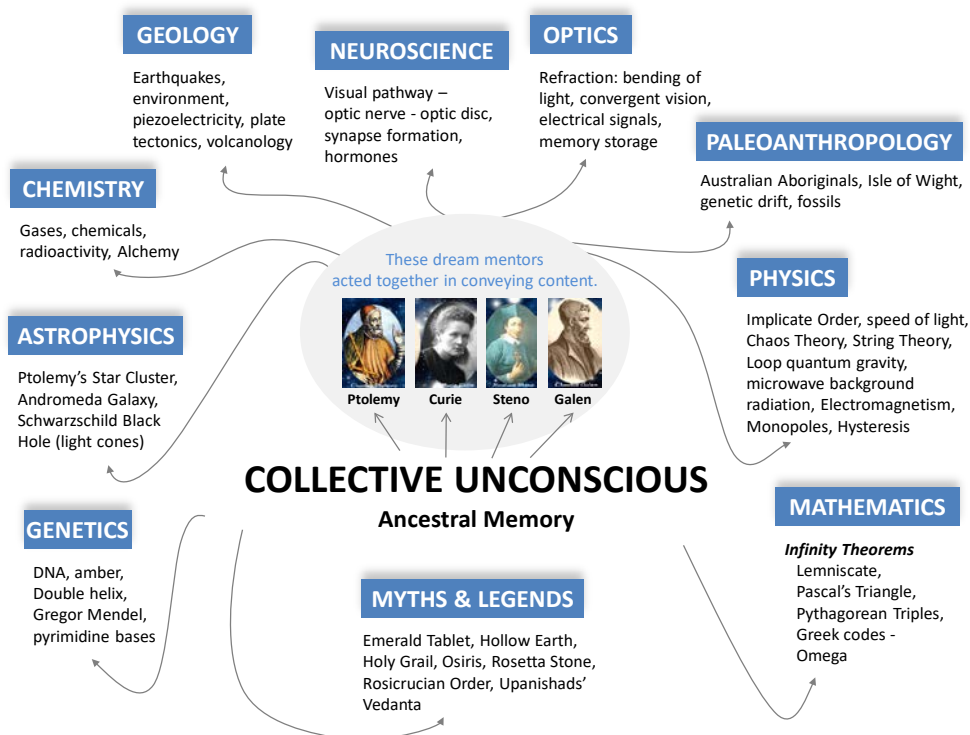 GEOLOGY
Earthquakes,
environment,
piezoelectricity, plate
tectonics, volcanology
NEUROSCIENCE
Visual pathway –
optic nerve - optic disc,
synapse formation,
hormones
OPTICS
Refraction: bending of
light, convergent vision,
electrical signals,
memory storage
PALEOANTHROPOLOGY
Australian Aboriginals, Isle of Wight,
genetic drift, fossils
CHEMISTRY
Gases, chemicals,
radioactivity, Alchemy
These dream mentors
acted together in conveying content.
Ptolemy
Curie
Steno
Galen
PHYSICS
Implicate Order, speed of light,
Chaos Theory, String Theory,
Loop quantum gravity,
microwave background
radiation, Electromagnetism,
Monopoles, Hysteresis
ASTROPHYSICS
Ptolemy’s Star Cluster,
Andromeda Galaxy,
Schwarzschild Black
Hole (light cones)
COLLECTIVE UNCONSCIOUS
Ancestral Memory
GENETICS
DNA, amber,
Double helix,
Gregor Mendel,
pyrimidine bases
MYTHS & LEGENDS
Emerald Tablet, Hollow Earth,
Holy Grail, Osiris, Rosetta Stone,
Rosicrucian Order, Upanishads’
Vedanta
MATHEMATICS
Infinity Theorems
Lemniscate,
Pascal’s Triangle,
Pythagorean Triples,
Greek codes -
Omega